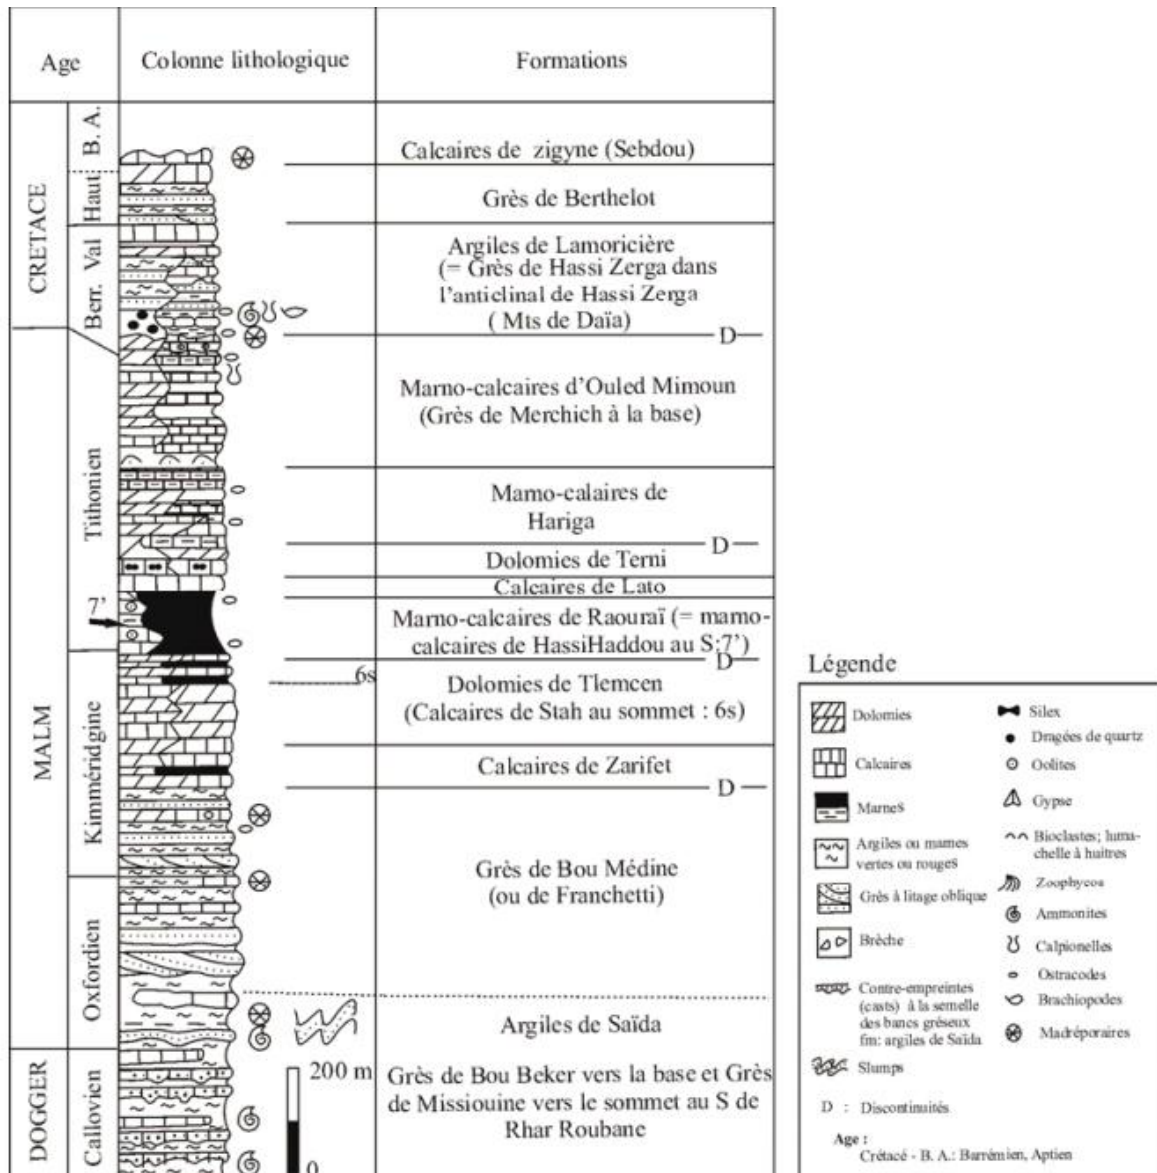 Age
Colonne lithologique
Formations
CRETACE
B. A.
Calcaires de zigyne (Sebdou)
Haut
Grès de Berthelot
Val
Berr.
Argiles de Lamoricière
(= Grès de Hassi Zerga dans
l'anticlinal de Hassi Zerga
( Mts de Daïa)
D
MALM
Tithonien
Marno-calcaires d'Ouled Mimoun
(Grès de Merchich à la base)
Mamo-calaires de
Hariga
D
Dolomies de Terni
Calcaires de Lato
7'
Marno-calcaires de Raouraï (= mamo-
calcaires de HassiHaddou au S:7')
D
Kimméridgine
6s
Dolomies de Tlemcen
(Calcaires de Stah au sommet : 6s)
Calcaires de Zarifet
D
Grès de Bou Médine
(ou de Franchetti)
Oxfordien
Argiles de Saïda
DOGGER
Callovien
200 m
0
Grès de Bou Beker vers la base et Grès
de Missiouine vers le sommet au S de
Rhar Roubane
Légende
Dolomies
Calcaires
Marnes
Argiles ou mames
vertes ou rouges
Grès à litage oblique
Brèche
Contre-empreintes
(casts) à la semelle
des bancs gréseux
fm: argiles de Saïda
Slumps
D : Discontinuités
Silex
Dragées de quartz
Oolites
Gypse
Bioclastes; luma-
chelle à huitres
Zoophycos
Ammonites
Calpionelles
Ostracodes
Brachiopodes
Madréporaires
Age :
Crétacé - B. A.: Barrémien, Aptien